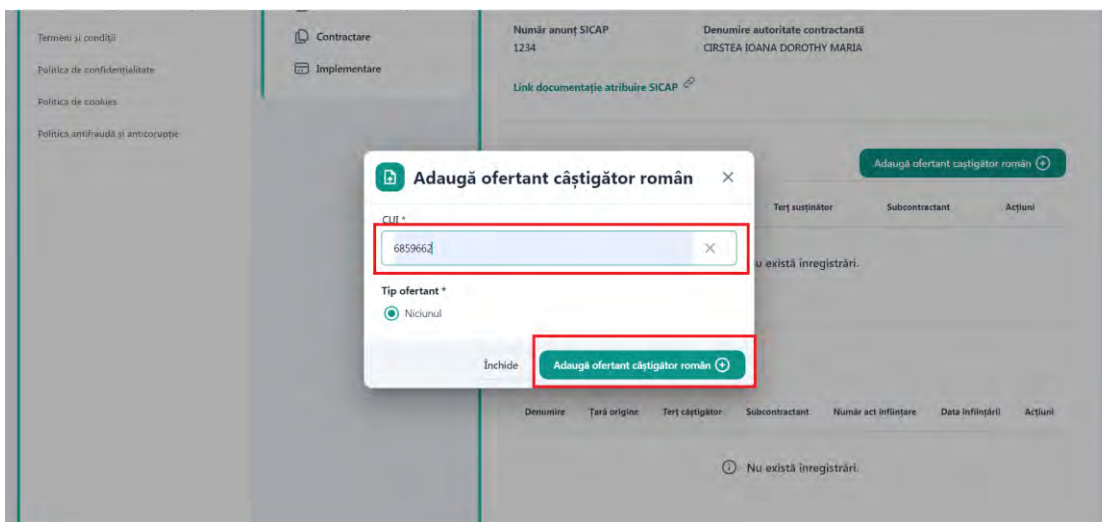 Termeni și condiții
Politica de confidențialitate
Politica de cookies
Politica antifraudă și anticorupție
Contractare
Implementare
Număr anunț SICAP
1234
Denumire autoritate contractantă
CIRSTEA IOANA DOROTHY MARIA
Link documentație atribuire SICAP
Adaugă ofertant caștigător român
Terț susținător Subcontractant Acțiuni
u există înregistrări.
Adaugă ofertant câștigător român
CUI *
6859662
Tip ofertant *
Niciunul
Închide
Adaugă ofertant câștigător român
Denumire Țară origine Terț câștigător Subcontractant Număr act înființare Data înființării Acțiuni
Nu există înregistrări.